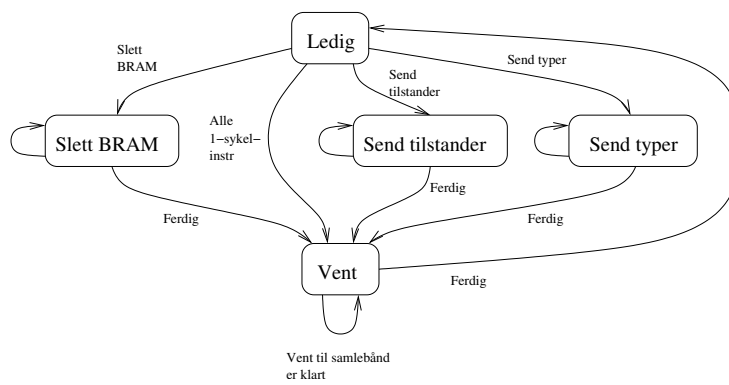 Ledig
Slett
BRAM
Send typer
Send
tilstander
Alle
1−sykel−
instr
Slett BRAM
Send tilstander
Send typer
Ferdig
Ferdig
Ferdig
Vent
Ferdig
Vent til samlebånd
er klart